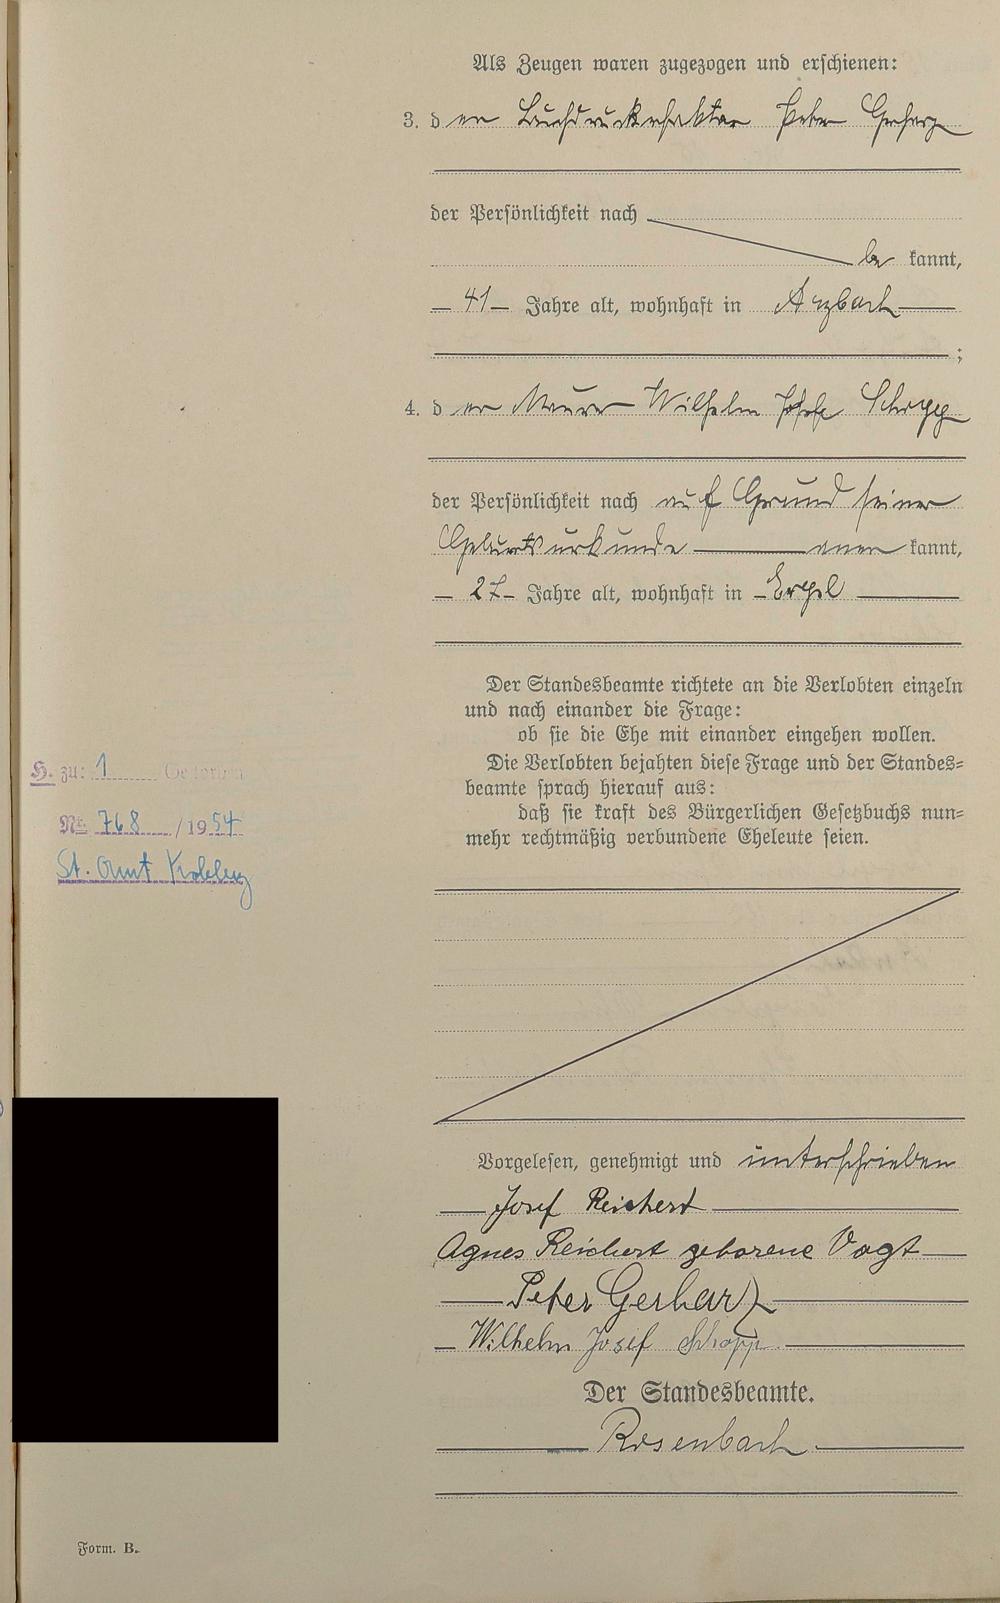 Als Zeugen waren zugezogen und erschienen:
3. d er Buchdruckerfaktor Peter Gerharz
der Persönlichkeit nach
be kannt,
41 Jahre alt, wohnhaft in Arzbach
;
4. d er Maurer Wilhelm Josef Schopp
der Persönlichkeit nach auf Grund seiner
Geburtsurkunde aner kannt,
27 Jahre alt, wohnhaft in Erpel
Der Standesbeamte richtete an die Verlobten einzeln
und nach einander die Frage:
ob sie die Ehe mit einander eingehen wollen.
Die Verlobten bejahten diese Frage und der Standes=
beamte sprach hierauf aus:
daß sie kraft des Bürgerlichen Gesetzbuchs nun=
mehr rechtmäßig verbundene Eheleute seien.
H. zu: 1 Gestorben
Nr. 768 / 1954
St. Amt Koblenz
Vorgelesen, genehmigt und unterschrieben
Josef Reichert
Agnes Reichert geborene Vogt
Peter Gerharz
Wilhelm Josef Schopp
Der Standesbeamte.
Rosenbach
Form. B.